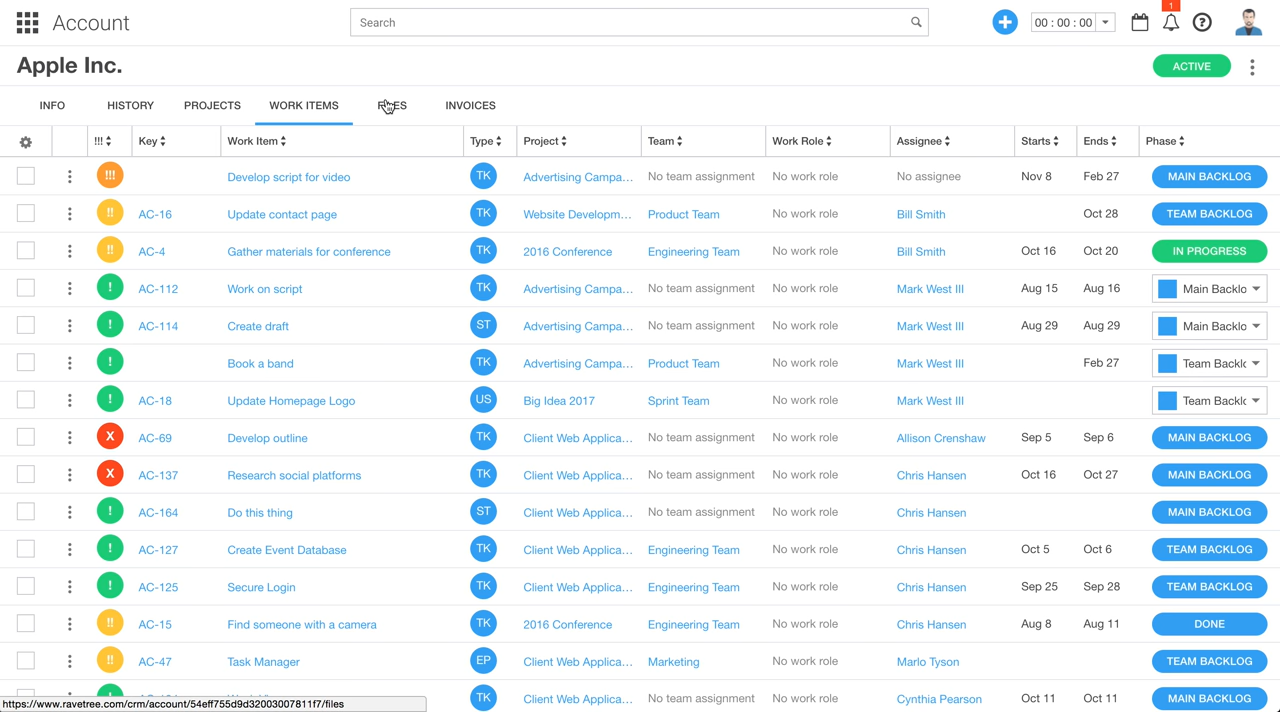 Account
Search
00 : 00 : 00
1
?
Apple Inc.
ACTIVE
INFO HISTORY PROJECTS WORK ITEMS FILES INVOICES
!!! Key Work Item Type Project Team Work Role Assignee Starts Ends Phase
!!! Develop script for video TK Advertising Campa... No team assignment No work role No assignee Nov 8 Feb 27 MAIN BACKLOG
!! AC-16 Update contact page TK Website Developm... Product Team No work role Bill Smith Oct 28 TEAM BACKLOG
!! AC-4 Gather materials for conference TK 2016 Conference Engineering Team No work role Bill Smith Oct 16 Oct 20 IN PROGRESS
! AC-112 Work on script TK Advertising Campa... No team assignment No work role Mark West III Aug 15 Aug 16 Main Backlo
! AC-114 Create draft ST Advertising Campa... No team assignment No work role Mark West III Aug 29 Aug 29 Main Backlo
! Book a band TK Advertising Campa... Product Team No work role Mark West III Feb 27 Team Backlo
! AC-18 Update Homepage Logo US Big Idea 2017 Sprint Team No work role Mark West III Team Backlo
X AC-69 Develop outline TK Client Web Applica... No team assignment No work role Allison Crenshaw Sep 5 Sep 6 MAIN BACKLOG
X AC-137 Research social platforms TK Client Web Applica... No team assignment No work role Chris Hansen Oct 16 Oct 27 MAIN BACKLOG
! AC-164 Do this thing ST Client Web Applica... No team assignment No work role Chris Hansen MAIN BACKLOG
! AC-127 Create Event Database TK Client Web Applica... Engineering Team No work role Chris Hansen Oct 5 Oct 6 TEAM BACKLOG
! AC-125 Secure Login TK Client Web Applica... Engineering Team No work role Chris Hansen Sep 25 Sep 28 TEAM BACKLOG
!! AC-15 Find someone with a camera TK 2016 Conference Engineering Team No work role Chris Hansen Aug 8 Aug 11 DONE
!! AC-47 Task Manager EP Client Web Applica... Marketing No work role Marlo Tyson TEAM BACKLOG
TK Client Web Applica... No team assignment No work role Cynthia Pearson Oct 11 Oct 11 MAIN BACKLOG
https://www.ravetree.com/crm/account/54eff755d9d32003007811f7/files